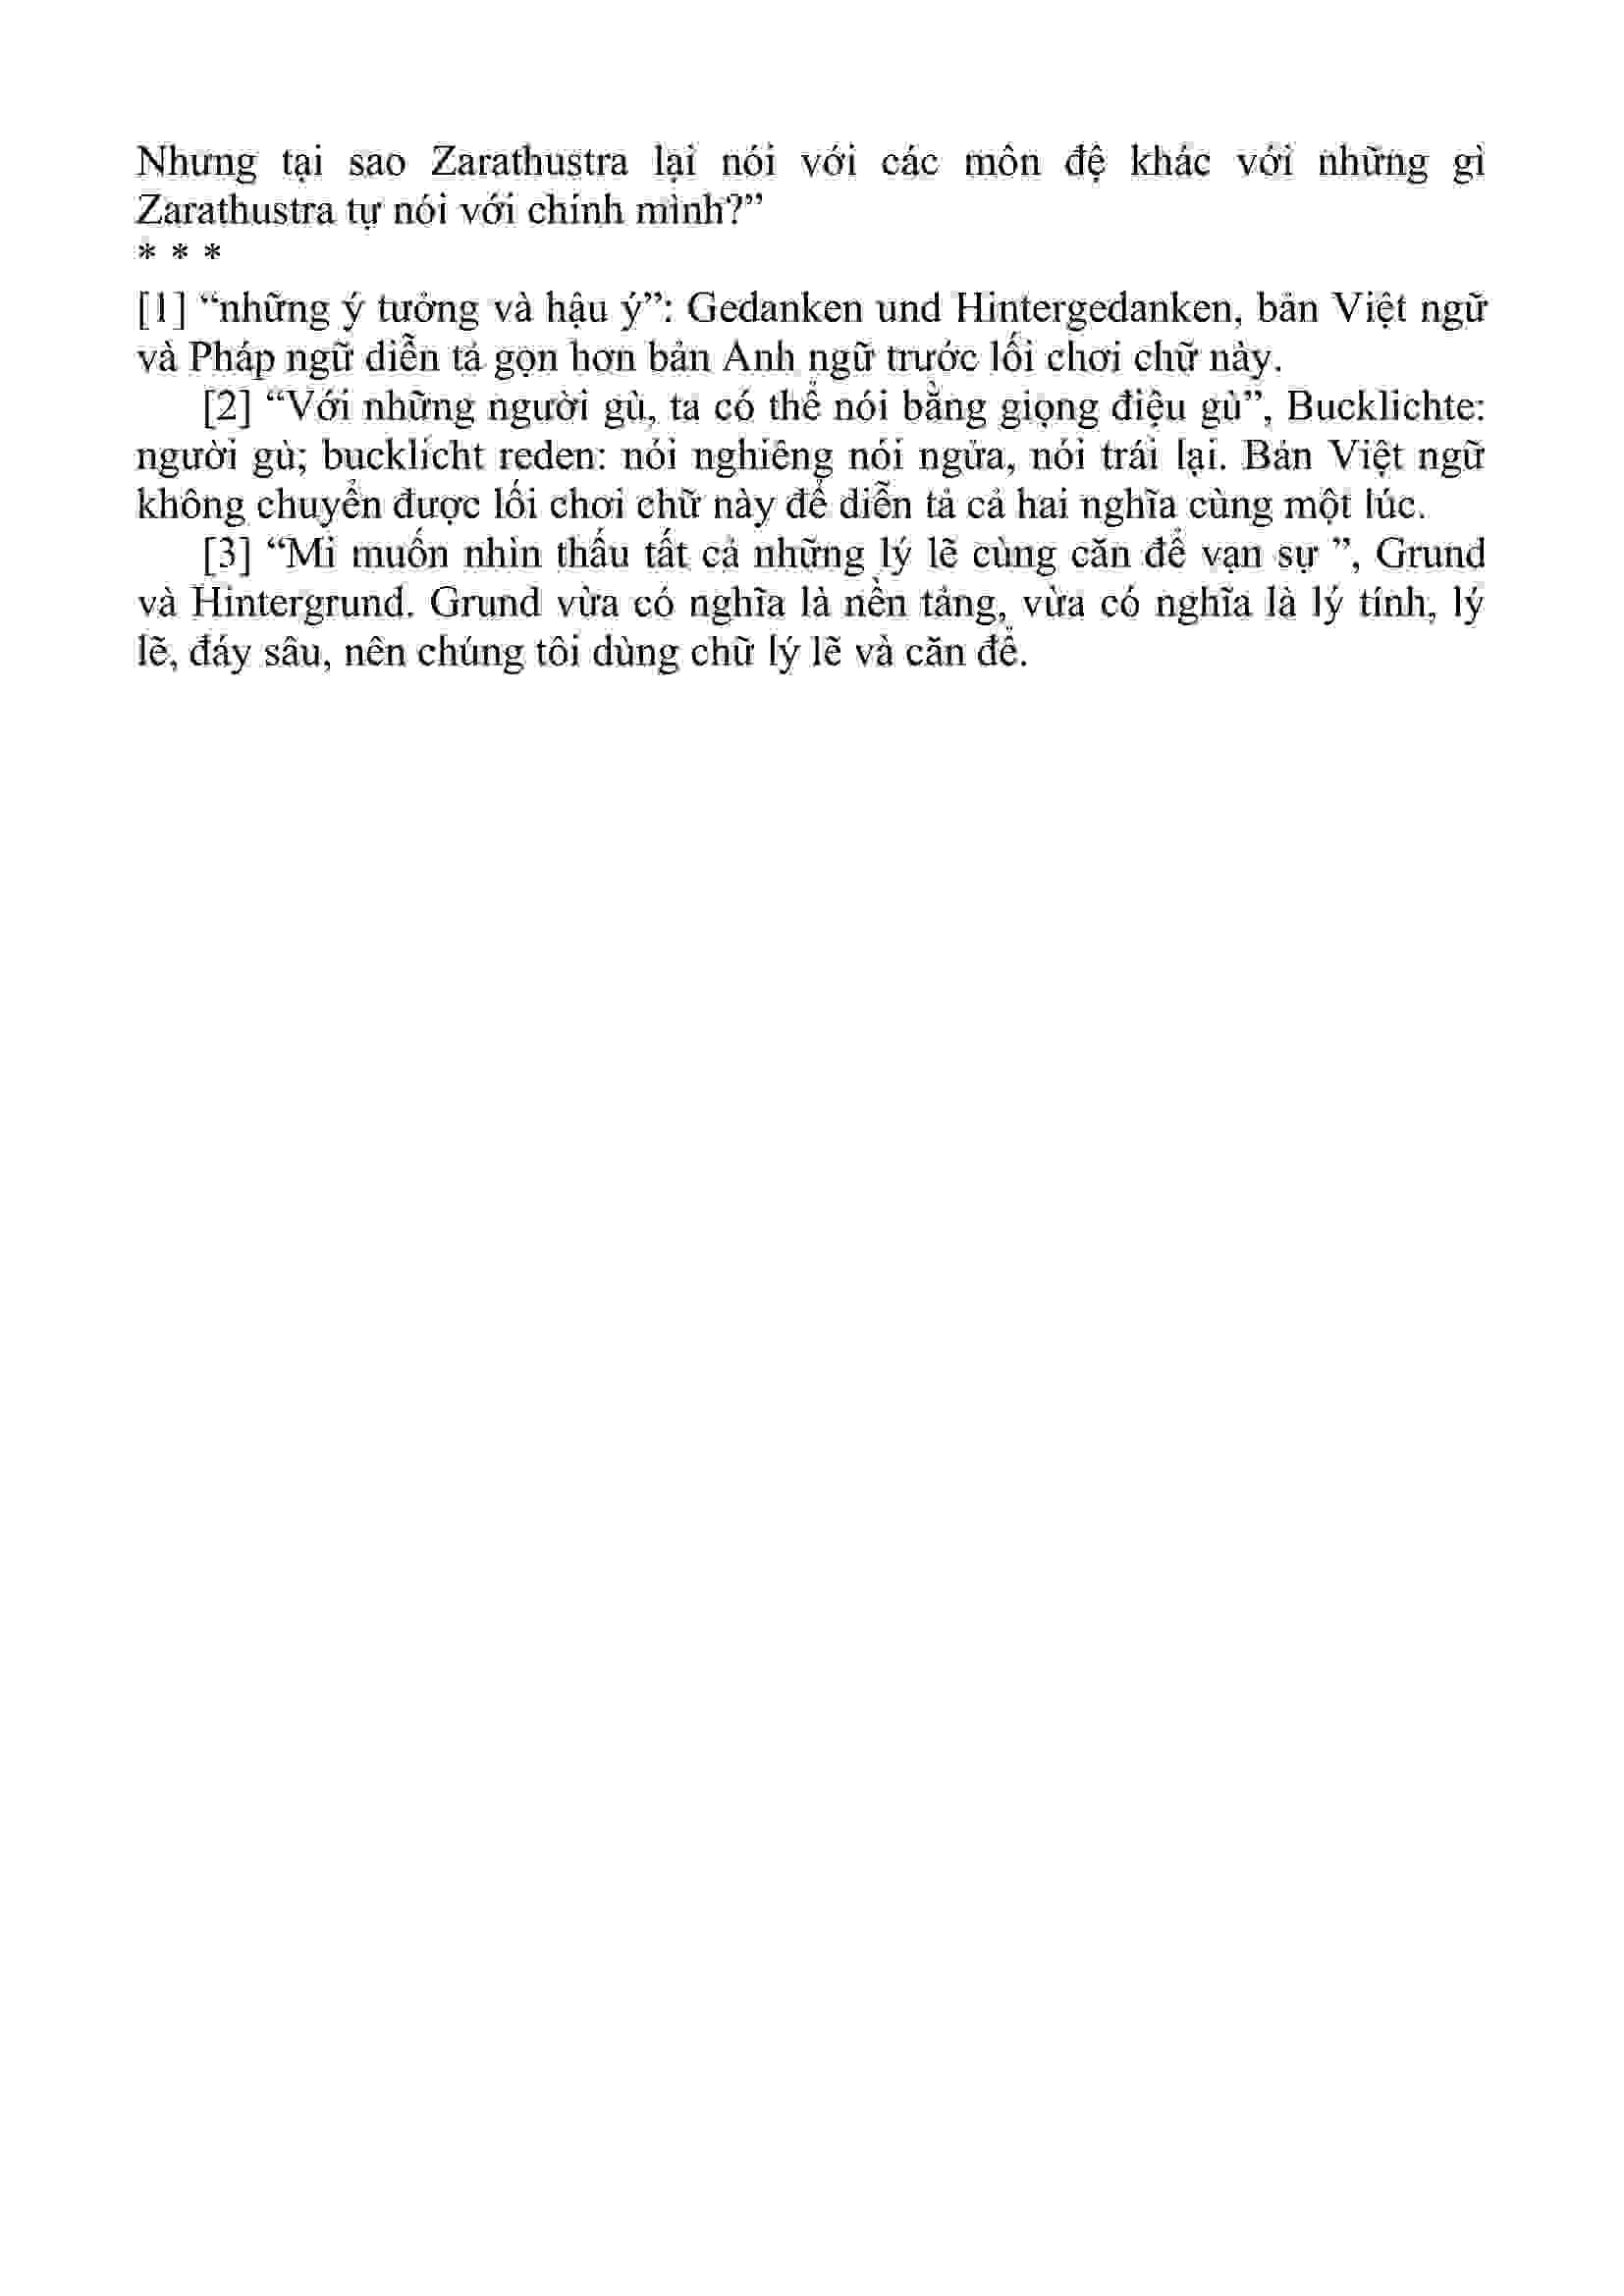 Nhưng tại sao Zarathustra lại nói với các môn đệ khác với những gì
Zarathustra tự nói với chính mình?”
* * *
[1] “những ý tưởng và hậu ý”: Gedanken und Hintergedanken, bản Việt ngữ
và Pháp ngữ diễn tả gọn hơn bản Anh ngữ trước lối chơi chữ này.
[2] “Với những người gù, ta có thể nói bằng giọng điệu gù”, Bucklichte:
người gù; bucklicht reden: nói nghiêng nói ngửa, nói trái lại. Bản Việt ngữ
không chuyển được lối chơi chữ này để diễn tả cả hai nghĩa cùng một lúc.
[3] “Mi muốn nhìn thấu tất cả những lý lẽ cùng căn để vạn sự ”, Grund
và Hintergrund. Grund vừa có nghĩa là nền tảng, vừa có nghĩa là lý tính, lý
lẽ, đáy sâu, nên chúng tôi dùng chữ lý lẽ và căn để.